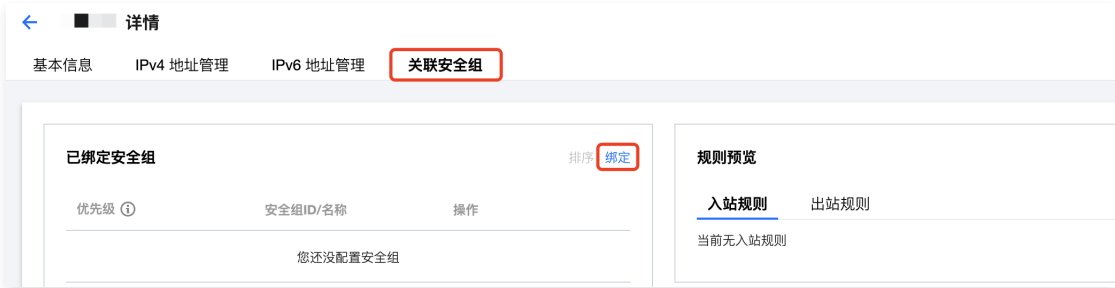 详情
基本信息 IPv4 地址管理 IPv6 地址管理 关联安全组
已绑定安全组 排序 绑定
优先级 安全组ID/名称 操作
您还没配置安全组
规则预览
入站规则 出站规则
当前无入站规则